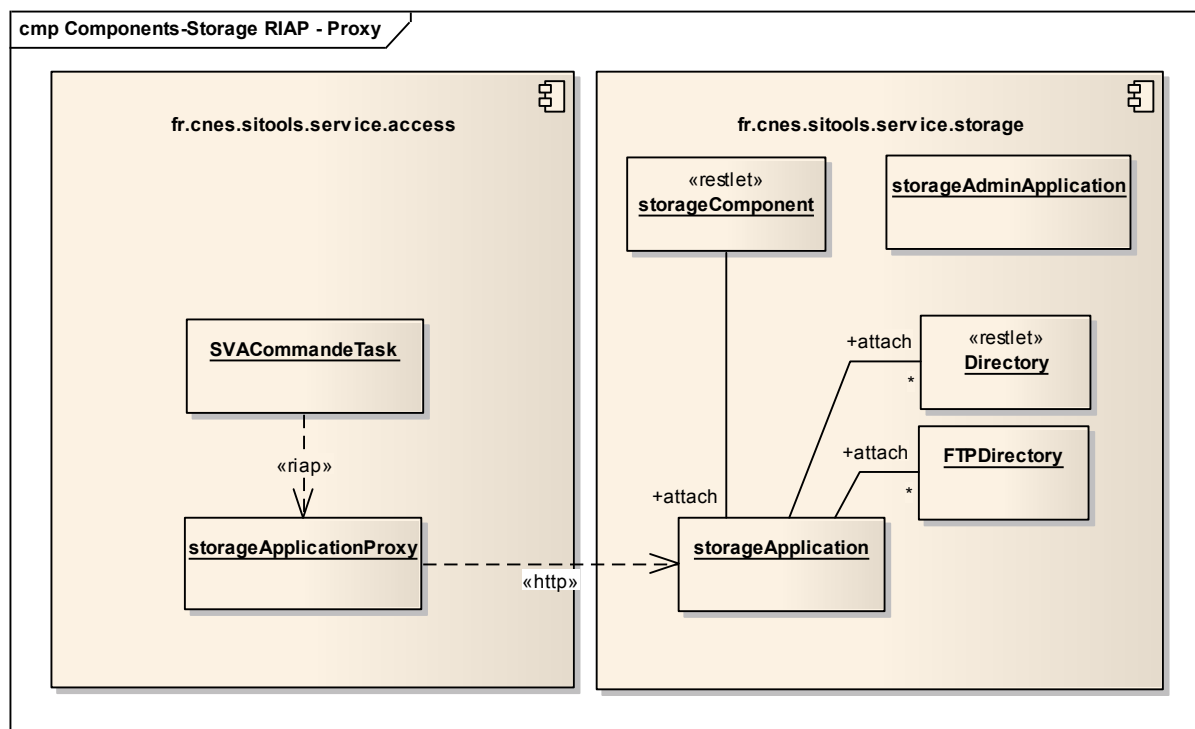 cmp Components-Storage RIAP - Proxy
fr.cnes.sitools.service.access
fr.cnes.sitools.service.storage
«restlet»
storageComponent
storageAdminApplication
SVACommandeTask
+attach
«restlet»
Directory
*
«riap»
+attach
FTPDirectory
*
+attach
storageApplicationProxy
storageApplication
«http»